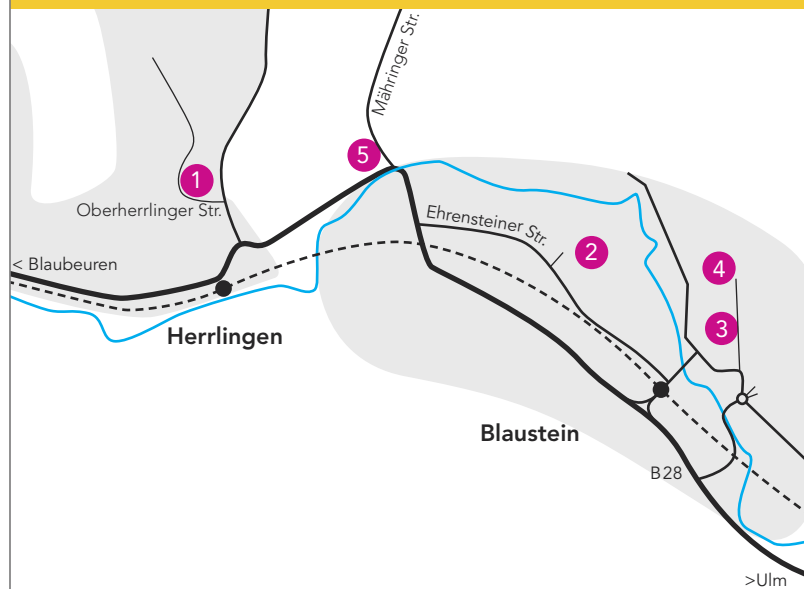 Mähringer Str.
5
1
Oberherrlinger Str.
Ehrensteiner Str.
2
< Blaubeuren
4
3
Herrlingen
Blaustein
B28
>Ulm